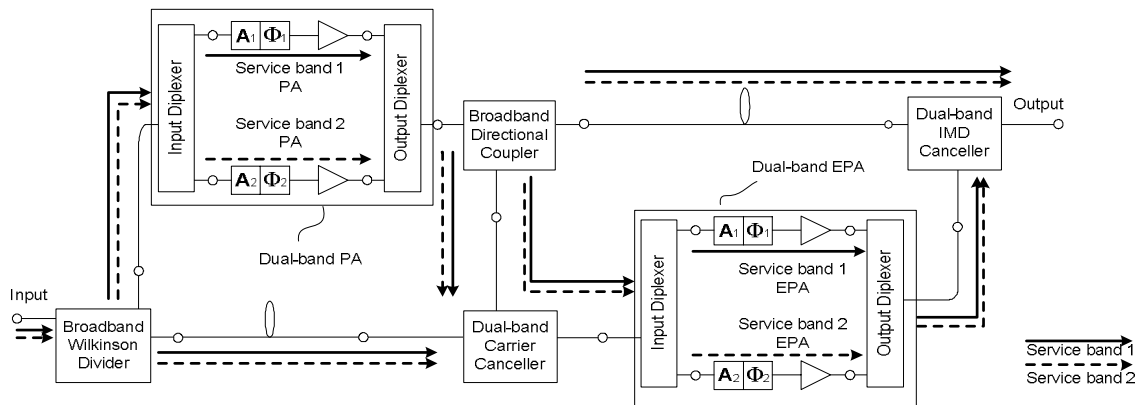 Input Diplexer
A1 Φ1
Service band 1
PA
Service band 2
PA
A2 Φ2
Output Diplexer
Dual-band PA
Broadband
Directional
Coupler
Dual-band
IMD
Canceller
Output
Dual-band EPA
Input
Broadband
Wilkinson
Divider
Dual-band
Carrier
Canceller
Input Diplexer
A1 Φ1
Service band 1
EPA
Service band 2
EPA
A2 Φ2
Output Diplexer
Service band 1
Service band 2